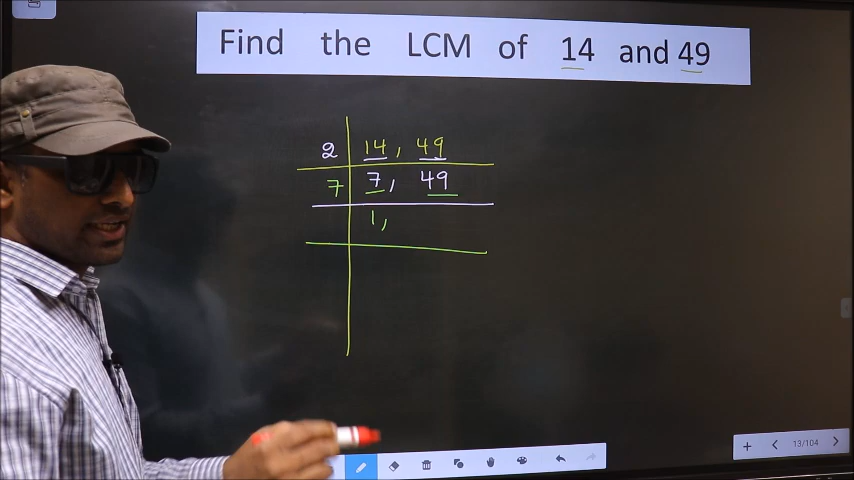 Find the LCM of 14 and 49
2 14, 49
7 7, 49
1,
13/104